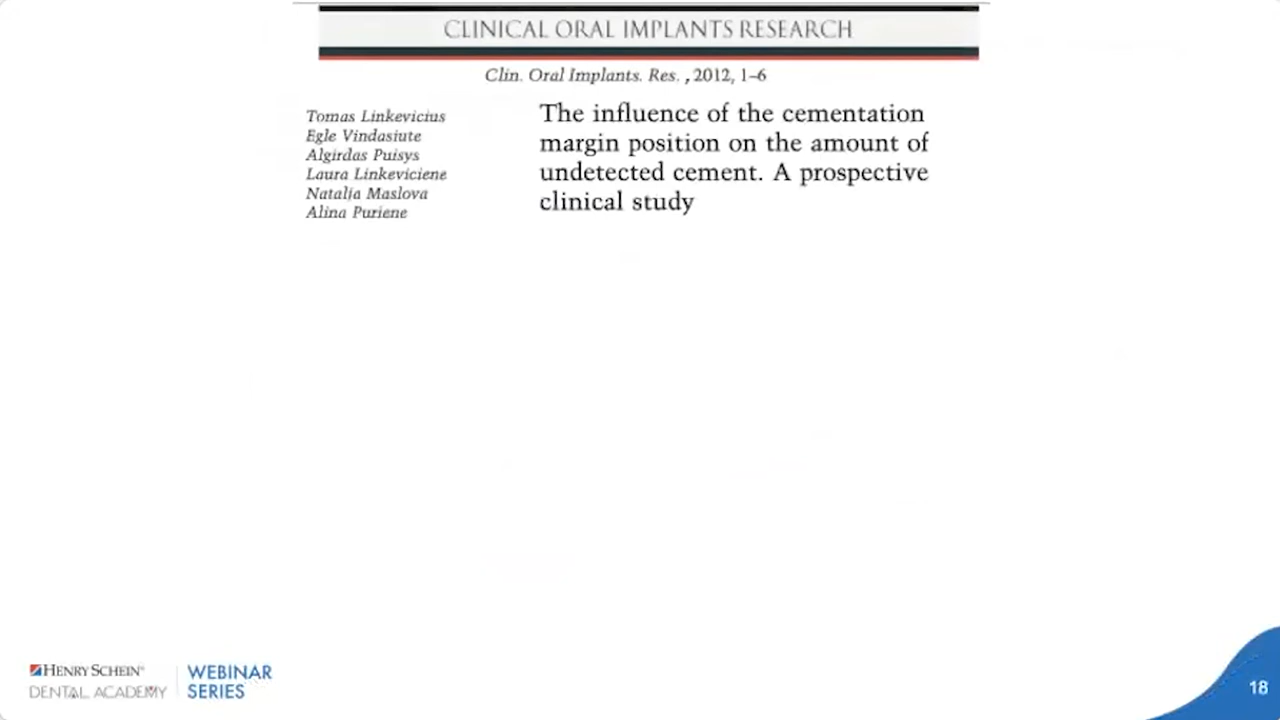 CLINICAL ORAL IMPLANTS RESEARCH
Clin. Oral Implants. Res. , 2012, 1–6
Tomas Linkevicius
Egle Vindasiute
Algirdas Puisys
Laura Linkeviciene
Natalja Maslova
Alina Puriene
The influence of the cementation
margin position on the amount of
undetected cement. A prospective
clinical study
HENRY SCHEIN®
DENTAL ACADEMY
WEBINAR
SERIES
18